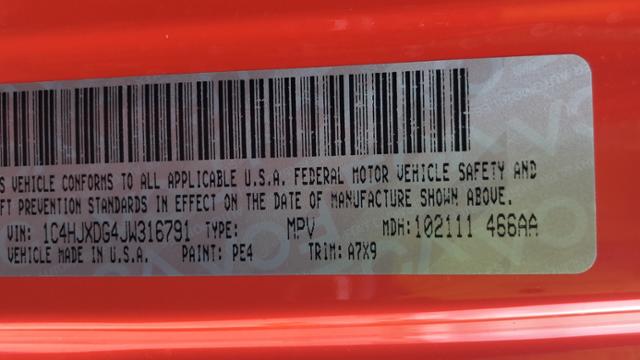 S VEHICLE CONFORMS TO ALL APPLICABLE U.S.A. FEDERAL MOTOR VEHICLE SAFETY AND
FT PREVENTION STANDARDS IN EFFECT ON THE DATE OF MANUFACTURE SHOWN ABOVE.
VIN: 1C4HJXDG4JW316791 TYPE: MPV MDH:102111 466AA
VEHICLE MADE IN U.S.A. PAINT: PE4 TRIM: A7X9